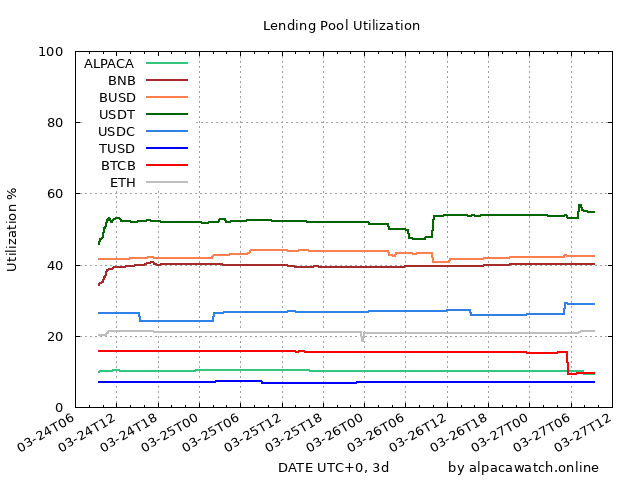 Lending Pool Utilization
Utilization %
100
80
60
40
20
0
ALPACA
BNB
BUSD
USDT
USDC
TUSD
BTCB
ETH
03-24T06
03-24T12
03-24T18
03-25T00
03-25T06
03-25T12
03-25T18
03-26T00
03-26T06
03-26T12
03-26T18
03-27T00
03-27T06
03-27T12
DATE UTC+0, 3d
by alpacawatch.online